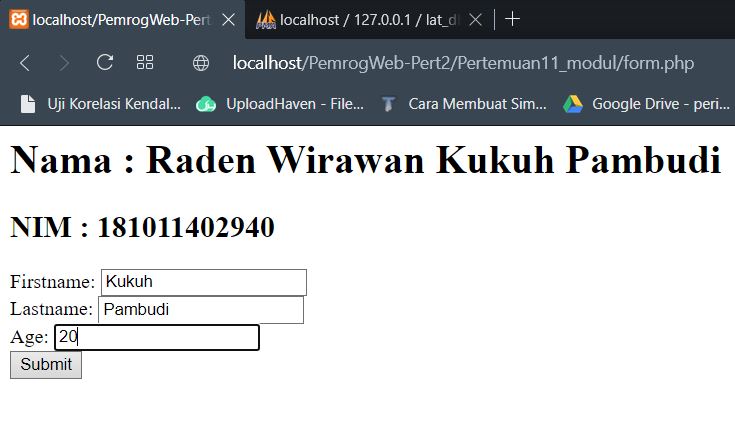 localhost/PemrogWeb-Pert
localhost / 127.0.0.1 / lat_d
localhost/PemrogWeb-Pert2/Pertemuan11_modul/form.php
Uji Korelasi Kendal...
UploadHaven - File...
Cara Membuat Sim...
Google Drive - peri...
Nama : Raden Wirawan Kukuh Pambudi
NIM : 181011402940
Firstname: Kukuh
Lastname: Pambudi
Age: 20
Submit